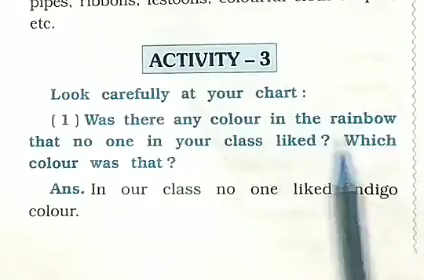 pipes, ribbons, festoons,
etc.
ACTIVITY – 3
Look carefully at your chart :
( 1 ) Was there any colour in the rainbow
that no one in your class liked ? Which
colour was that ?
Ans. In our class no one liked indigo
colour.